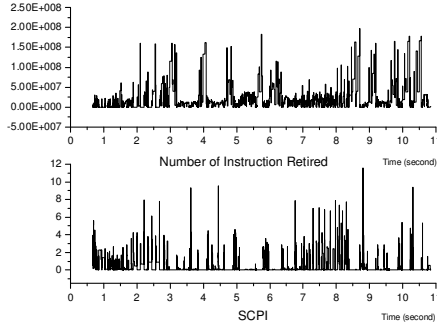 2.50E+008
2.00E+008
1.50E+008
1.00E+008
5.00E+007
0.00E+000
-5.00E+007
0 1 2 3 4 5 6 7 8 9 10 11
Number of Instruction Retired Time (second)
12
10
8
6
4
2
0
0 1 2 3 4 5 6 7 8 9 10 11
SCPI Time (second)